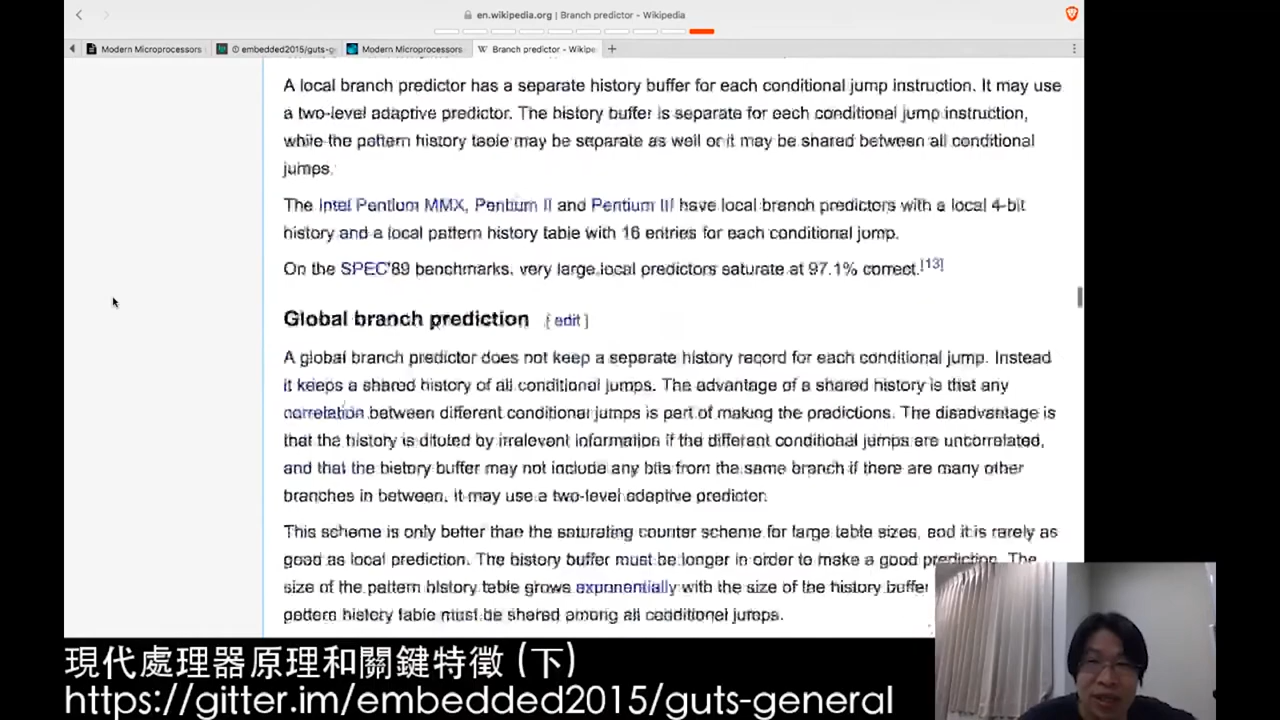 en.wikipedia.org | Branch predictor - Wikipedia
Modern Microprocessors
embedded2015/guts-g
Modern Microprocessors
W Branch predictor - Wikipe
A local branch predictor has a separate history buffer for each conditional jump instruction. It may use
a two-level adaptive predictor. The history buffer is separate for each conditional jump instruction,
while the pattern history table may be separate as well or it may be shared between all conditional
jumps.
The Intel Pentium MMX, Pentium II and Pentium III have local branch predictors with a local 4-bit
history and a local pattern history table with 16 entries for each conditional jump.
On the SPEC'89 benchmarks, very large local predictors saturate at 97.1% correct.[13]
Global branch prediction [ edit ]
A global branch predictor does not keep a separate history record for each conditional jump. Instead
it keeps a shared history of all conditional jumps. The advantage of a shared history is that any
correlation between different conditional jumps is part of making the predictions. The disadvantage is
that the history is diluted by irrelevant information if the different conditional jumps are uncorrelated,
and that the history buffer may not include any bits from the same branch if there are many other
branches in between. It may use a two-level adaptive predictor.
This scheme is only better than the saturating counter scheme for large table sizes, and it is rarely as
good as local prediction. The history buffer must be longer in order to make a good prediction. The
size of the pattern history table grows exponentially with the size of the history buffer
pattern history table must be shared among all conditional jumps.
現代處理器原理和關鍵特徵 (下)
https://gitter.im/embedded2015/guts-general